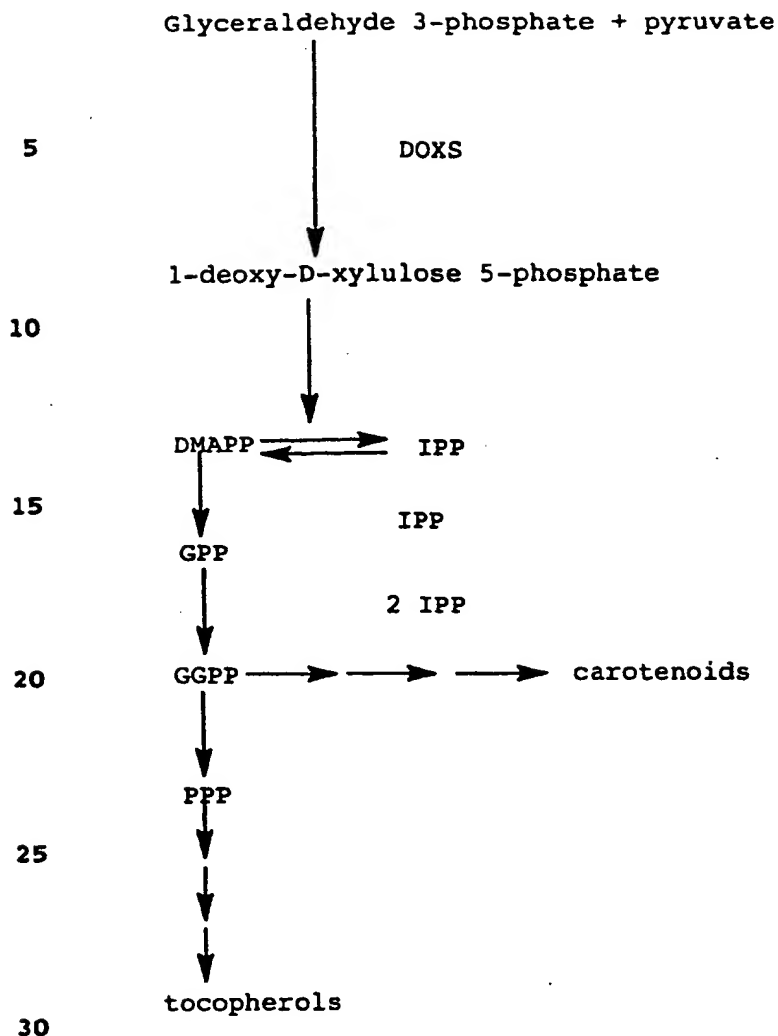 Glyceraldehyde 3-phosphate + pyruvate
5 DOXS
1-deoxy-D-xylulose 5-phosphate
10
DMAPP IPP
15 IPP
GPP
2 IPP
20 GGPP carotenoids
PPP
25
tocopherols
30